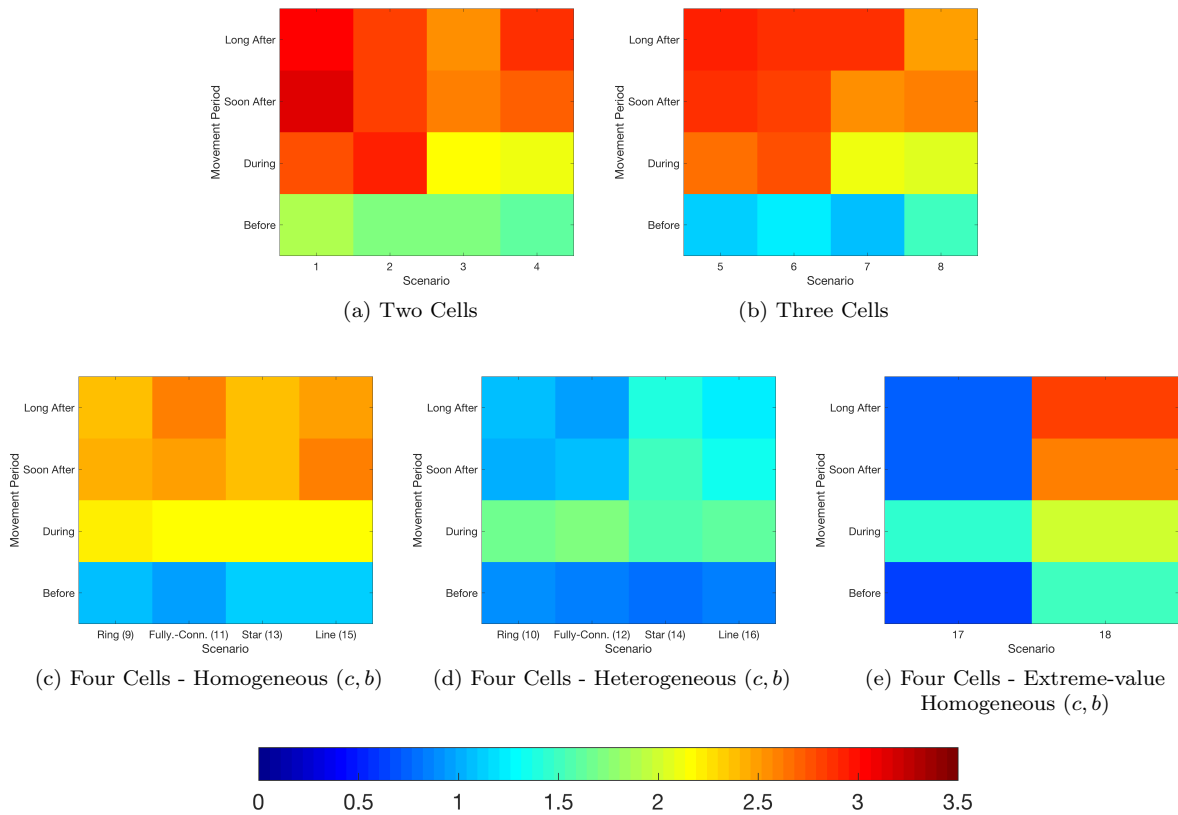 Movement Period
Long After
Soon After
During
Before
1 2 3 4
Scenario
(a) Two Cells
Movement Period
Long After
Soon After
During
Before
5 6 7 8
Scenario
(b) Three Cells
Movement Period
Long After
Soon After
During
Before
Ring (9) Fully.-Conn. (11) Star (13) Line (15)
Scenario
(c) Four Cells - Homogeneous (c, b)
Movement Period
Long After
Soon After
During
Before
Ring (10) Fully-Conn. (12) Star (14) Line (16)
Scenario
(d) Four Cells - Heterogeneous (c, b)
Movement Period
Long After
Soon After
During
Before
17 18
Scenario
(e) Four Cells - Extreme-value
Homogeneous (c, b)
0 0.5 1 1.5 2 2.5 3 3.5